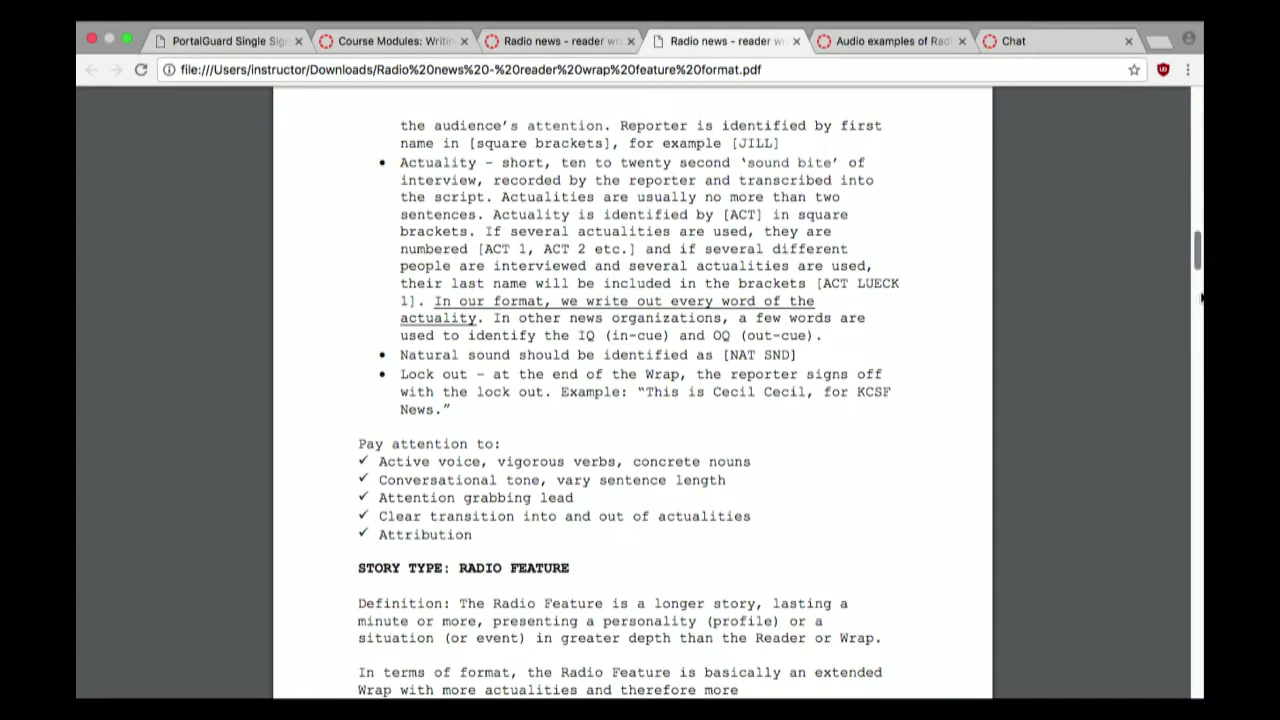 PortalGuard Single Sig
Course Modules: Writin
Radio news - reader wr
Radio news - reader wr
Audio examples of Rad
Chat
file:///Users/instructor/Downloads/Radio%20news%20-%20reader%20wrap%20feature%20format.pdf
the audience's attention. Reporter is identified by first
name in [square brackets], for example [JILL]
• Actuality – short, ten to twenty second ‘sound bite’ of
interview, recorded by the reporter and transcribed into
the script. Actualities are usually no more than two
sentences. Actuality is identified by [ACT] in square
brackets. If several actualities are used, they are
numbered [ACT 1, ACT 2 etc.] and if several different
people are interviewed and several actualities are used,
their last name will be included in the brackets [ACT LUECK
1]. In our format, we write out every word of the
actuality. In other news organizations, a few words are
used to identify the IQ (in-cue) and OQ (out-cue).
• Natural sound should be identified as [NAT SND]
• Lock out – at the end of the Wrap, the reporter signs off
with the lock out. Example: “This is Cecil Cecil, for KCSF
News.”
Pay attention to:
✓ Active voice, vigorous verbs, concrete nouns
✓ Conversational tone, vary sentence length
✓ Attention grabbing lead
✓ Clear transition into and out of actualities
✓ Attribution
STORY TYPE: RADIO FEATURE
Definition: The Radio Feature is a longer story, lasting a
minute or more, presenting a personality (profile) or a
situation (or event) in greater depth than the Reader or Wrap.
In terms of format, the Radio Feature is basically an extended
Wrap with more actualities and therefore more